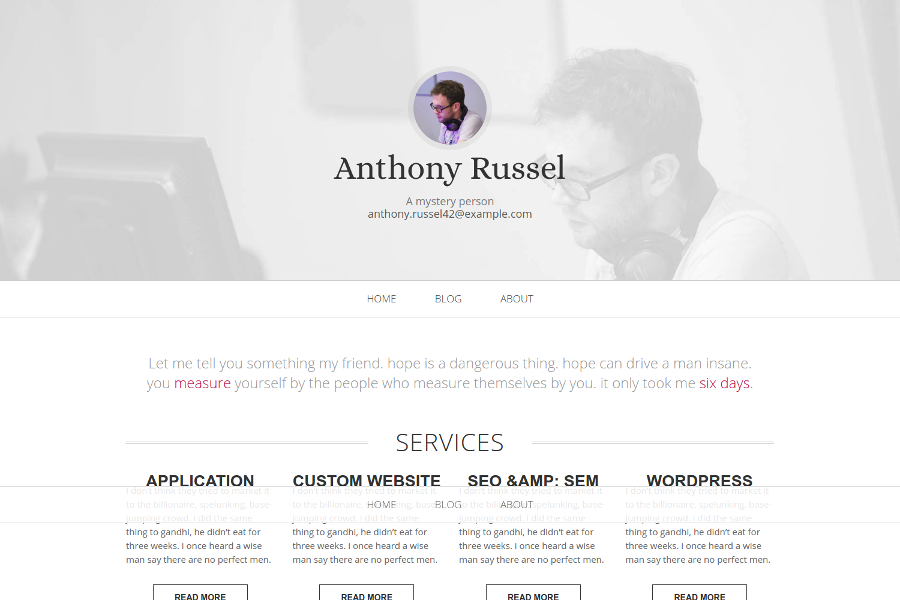 Anthony Russel
A mystery person
anthony.russel42@example.com
HOME BLOG ABOUT
Let me tell you something my friend. hope is a dangerous thing. hope can drive a man insane.
you measure yourself by the people who measure themselves by you. it only took me six days.
SERVICES
APPLICATION CUSTOM WEBSITE SEO &AMP: SEM WORDPRESS
I don't think they tried to market it I don't think they tried to market it I don't think they tried to market it I don't think they tried to market it
HOME BLOG ABOUT
to the billionaire, spelunking, base- to the billionaire, spelunking, base- to the billionaire, spelunking, base- to the billionaire, spelunking, base-
jumping crowd. I did the same jumping crowd. I did the same jumping crowd. I did the same jumping crowd. I did the same
thing to gandhi, he didn't eat for thing to gandhi, he didn't eat for thing to gandhi, he didn't eat for thing to gandhi, he didn't eat for
three weeks. I once heard a wise three weeks. I once heard a wise three weeks. I once heard a wise three weeks. I once heard a wise
man say there are no perfect men. man say there are no perfect men. man say there are no perfect men. man say there are no perfect men.
READ MORE READ MORE READ MORE READ MORE